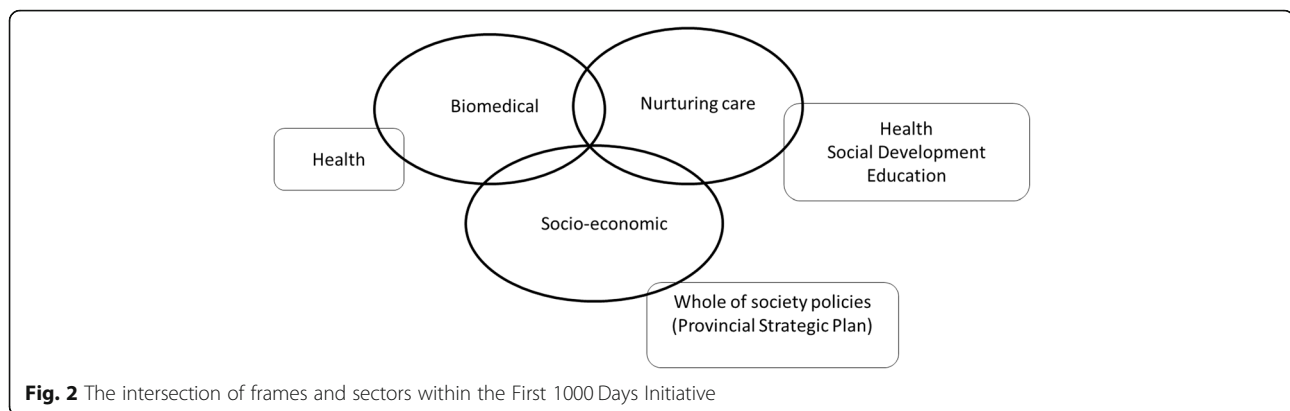 Biomedical
Nurturing care
Health
Health
Social Development
Education
Socio-economic
Whole of society policies
(Provincial Strategic Plan)
Fig. 2 The intersection of frames and sectors within the First 1000 Days Initiative